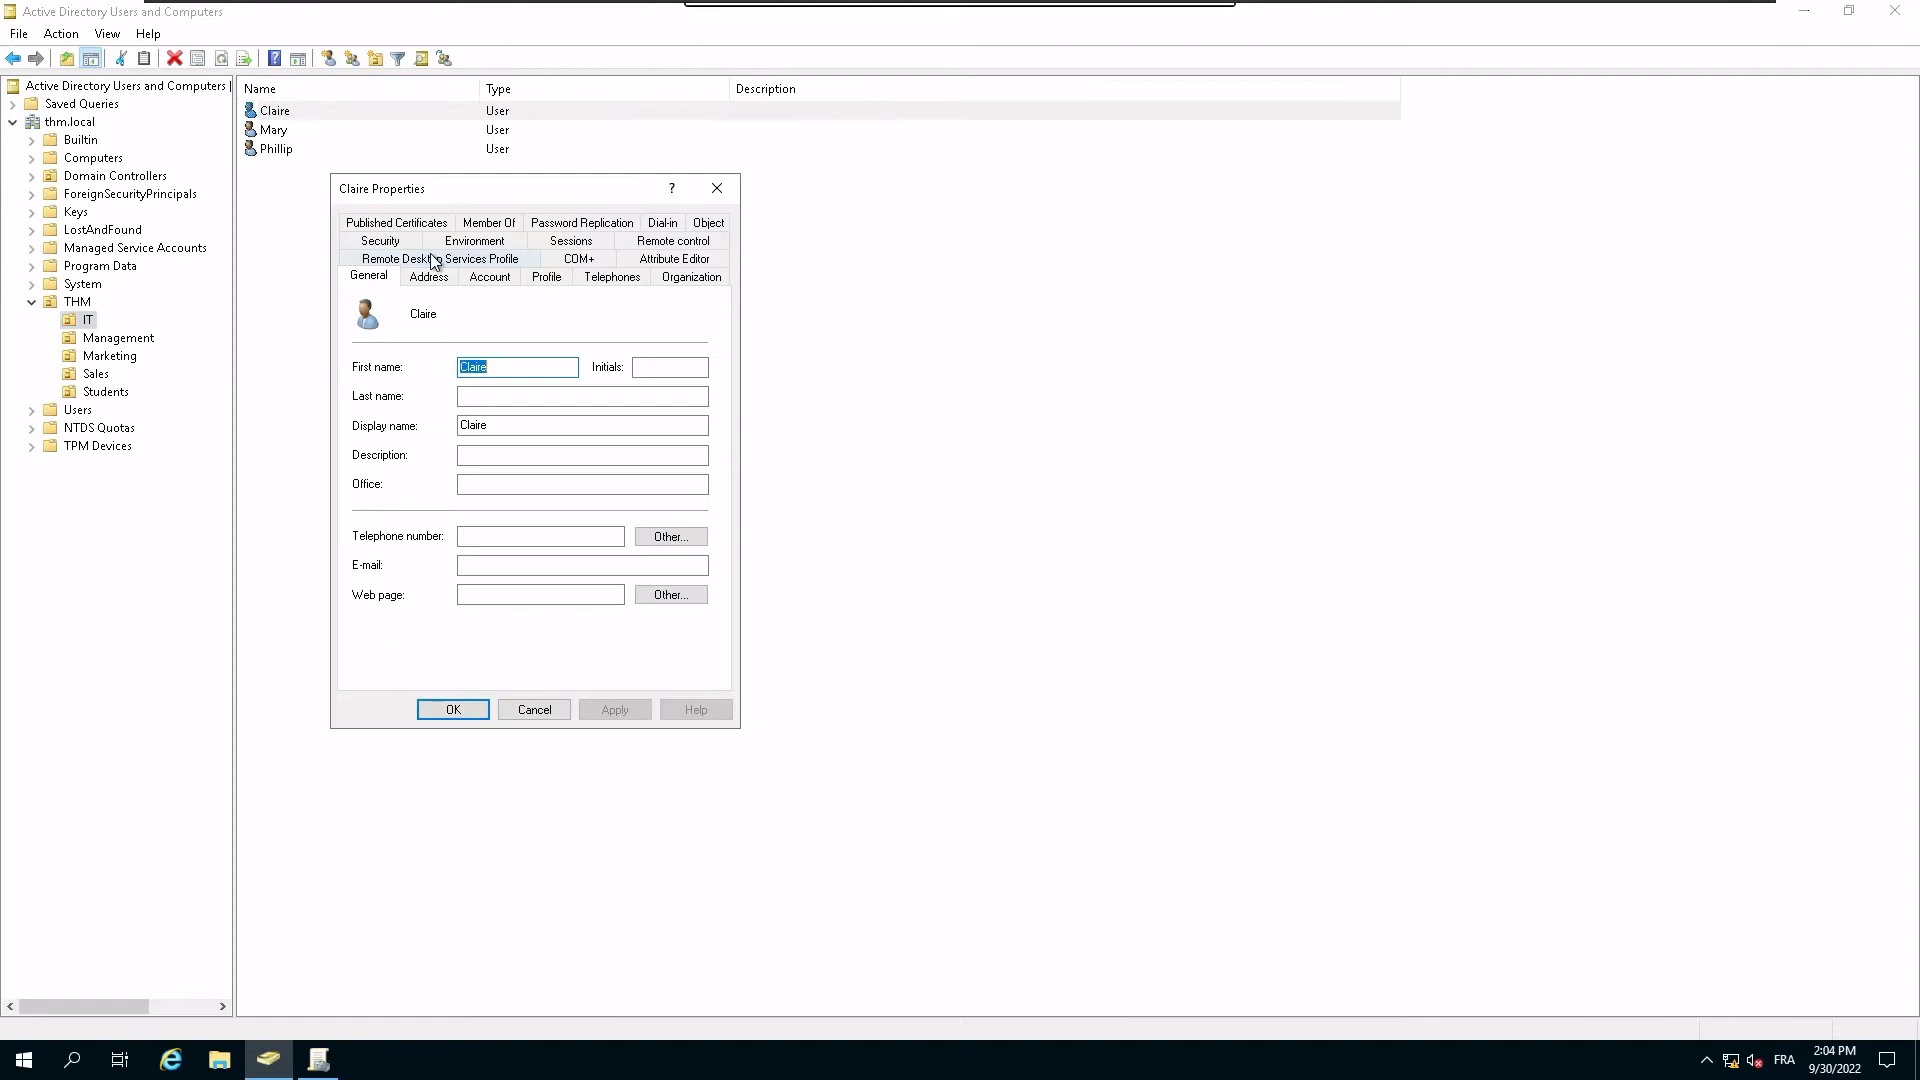 Active Directory Users and Computers
File Action View Help
Active Directory Users and Computers
Saved Queries
thm.local
Builtin
Computers
Domain Controllers
ForeignSecurityPrincipals
Keys
LostAndFound
Managed Service Accounts
Program Data
System
THM
IT
Management
Marketing
Sales
Students
Users
NTDS Quotas
TPM Devices
Name Type Description
Claire User
Mary User
Phillip User
Claire Properties
Published Certificates Member Of Password Replication Dial-in Object
Security Environment Sessions Remote control
Remote Desktop Services Profile COM+ Attribute Editor
General Address Account Profile Telephones Organization
Claire
First name: Claire Initials:
Last name:
Display name: Claire
Description:
Office:
Telephone number: Other...
E-mail:
Web page: Other...
OK Cancel Apply Help
FRA
2:04 PM
9/30/2022